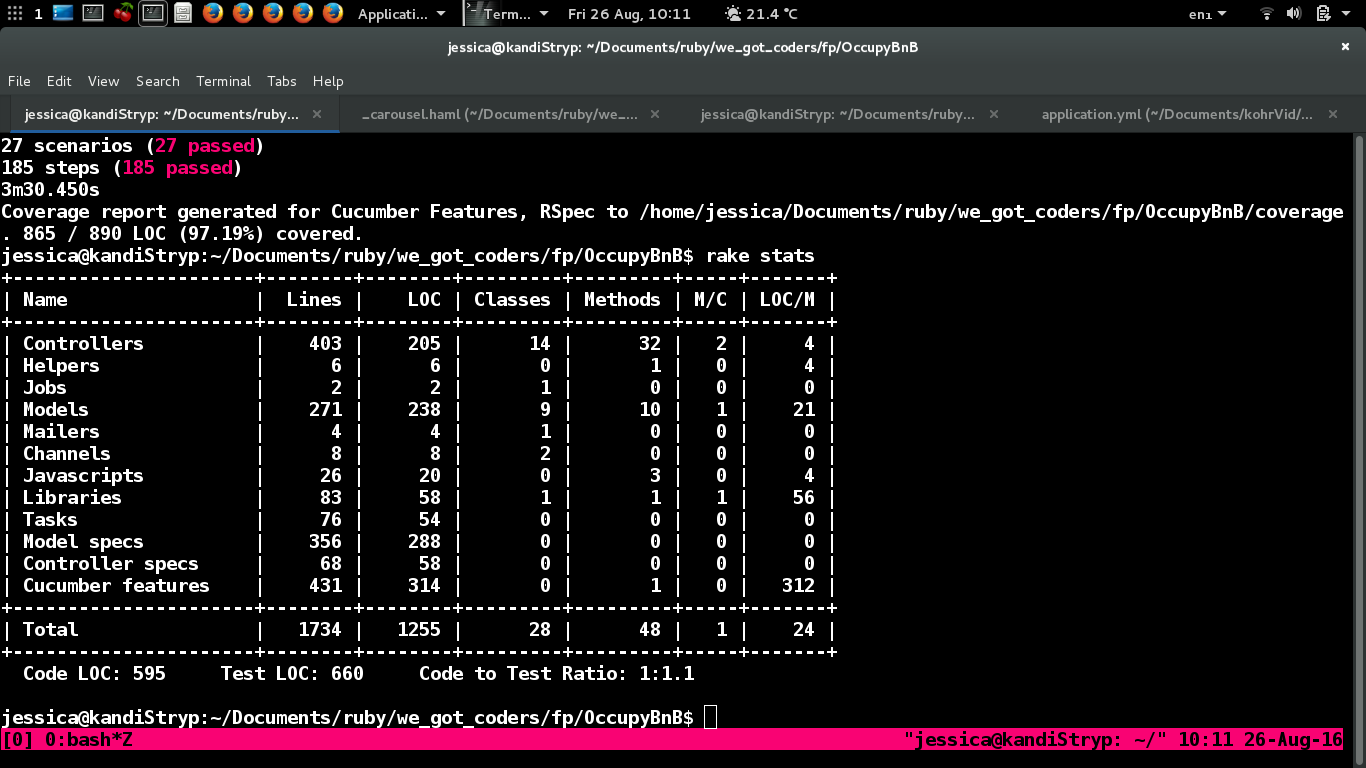 1 Applicati... Term... Fri 26 Aug, 10:11 21.4 °C en₁
jessica@kandiStryp: ~/Documents/ruby/we_got_coders/fp/OccupyBnB ×
File Edit View Search Terminal Tabs Help
jessica@kandiStryp: ~/Documents/ruby... × _carousel.haml (~/Documents/ruby/we_... × jessica@kandiStryp: ~/Documents/ruby... × application.yml (~/Documents/kohrVid/... ×
27 scenarios (27 passed)
185 steps (185 passed)
3m30.450s
Coverage report generated for Cucumber Features, RSpec to /home/jessica/Documents/ruby/we_got_coders/fp/OccupyBnB/coverage
. 865 / 890 LOC (97.19%) covered.
jessica@kandiStryp:~/Documents/ruby/we_got_coders/fp/OccupyBnB$ rake stats
+----------------------+--------+--------+---------+---------+-----+-------+
| Name                 |  Lines |    LOC | Classes | Methods | M/C | LOC/M |
+----------------------+--------+--------+---------+---------+-----+-------+
| Controllers          |    403 |    205 |      14 |      32 |   2 |     4 |
| Helpers              |      6 |      6 |       0 |       1 |   0 |     4 |
| Jobs                 |      2 |      2 |       1 |       0 |   0 |     0 |
| Models               |    271 |    238 |       9 |      10 |   1 |    21 |
| Mailers              |      4 |      4 |       1 |       0 |   0 |     0 |
| Channels             |      8 |      8 |       2 |       0 |   0 |     0 |
| Javascripts          |     26 |     20 |       0 |       3 |   0 |     4 |
| Libraries            |     83 |     58 |       1 |       1 |   1 |    56 |
| Tasks                |     76 |     54 |       0 |       0 |   0 |     0 |
| Model specs          |    356 |    288 |       0 |       0 |   0 |     0 |
| Controller specs     |     68 |     58 |       0 |       0 |   0 |     0 |
| Cucumber features    |    431 |    314 |       0 |       1 |   0 |   312 |
+----------------------+--------+--------+---------+---------+-----+-------+
| Total                |   1734 |   1255 |      28 |      48 |   1 |    24 |
+----------------------+--------+--------+---------+---------+-----+-------+
  Code LOC: 595     Test LOC: 660     Code to Test Ratio: 1:1.1
jessica@kandiStryp:~/Documents/ruby/we_got_coders/fp/OccupyBnB$
[0] 0:bash*Z "jessica@kandiStryp: ~/" 10:11 26-Aug-16